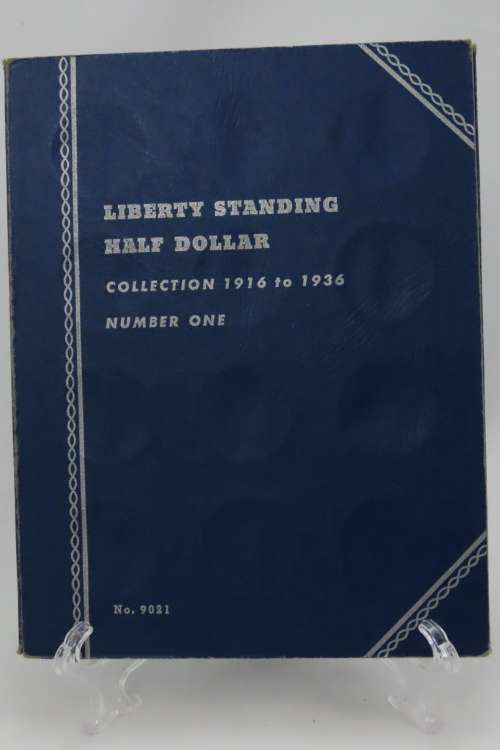 LIBERTY STANDING
HALF DOLLAR
COLLECTION 1916 to 1936
NUMBER ONE
No. 9021